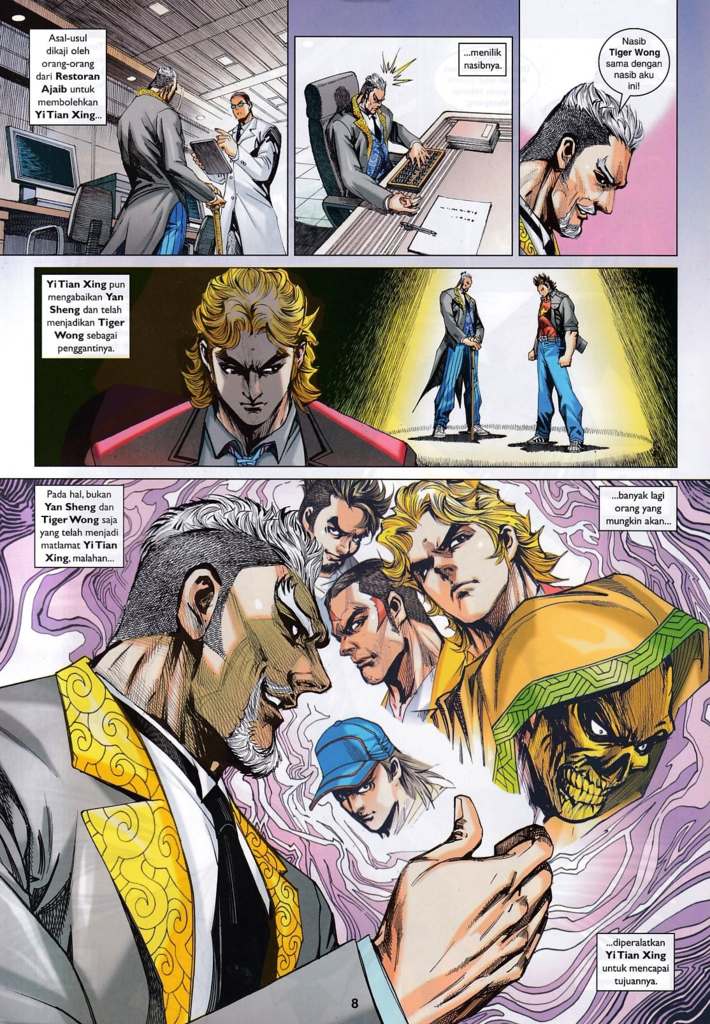 Asal-usul
dikaji oleh
orang-orang
dari Restoran
Ajaib untuk
membolehkan
Yi Tian Xing...
...menilik
nasibnya.
Nasib
Tiger Wong
sama dengan
nasib aku
ini!
Yi Tian Xing pun
mengabaikan Yan
Sheng dan telah
menjadikan Tiger
Wong sebagai
penggantinya.
Pada hal, bukan
Yan Sheng dan
Tiger Wong saja
yang telah menjadi
matlamat Yi Tian
Xing, malahan...
...banyak lagi
orang yang
mungkin akan...
...diperalatkan
Yi Tian Xing
untuk mencapai
tujuannya.
8